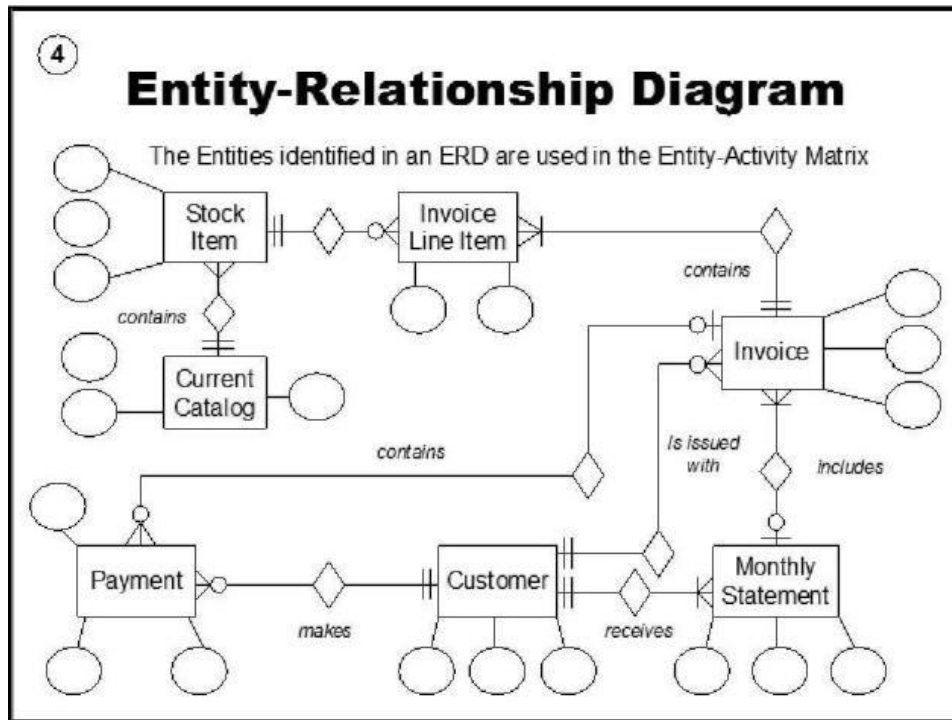 4
Entity-Relationship Diagram
The Entities identified in an ERD are used in the Entity-Activity Matrix
Stock
Item
Invoice
Line Item
contains
contains
Invoice
Current
Catalog
contains
Is issued
with
includes
Payment
Customer
Monthly
Statement
makes
receives